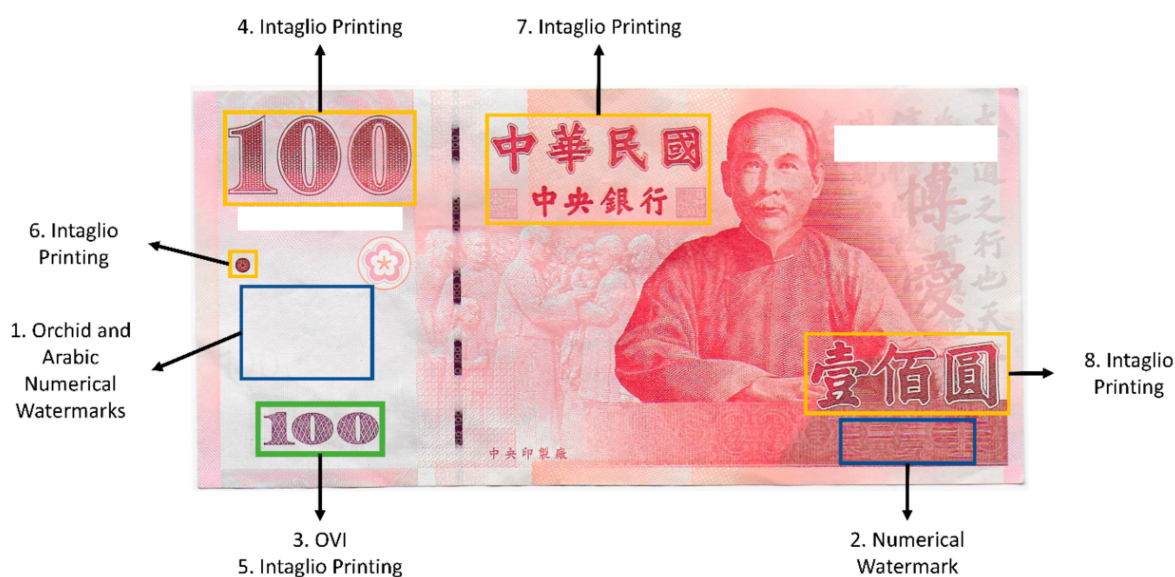 4. Intaglio Printing
7. Intaglio Printing
100
中華民國
中央銀行
博愛
6. Intaglio
Printing
1. Orchid and
Arabic
Numerical
Watermarks
壹佰圓
8. Intaglio
Printing
100
中央印製廠
3. OVI
5. Intaglio Printing
2. Numerical
Watermark